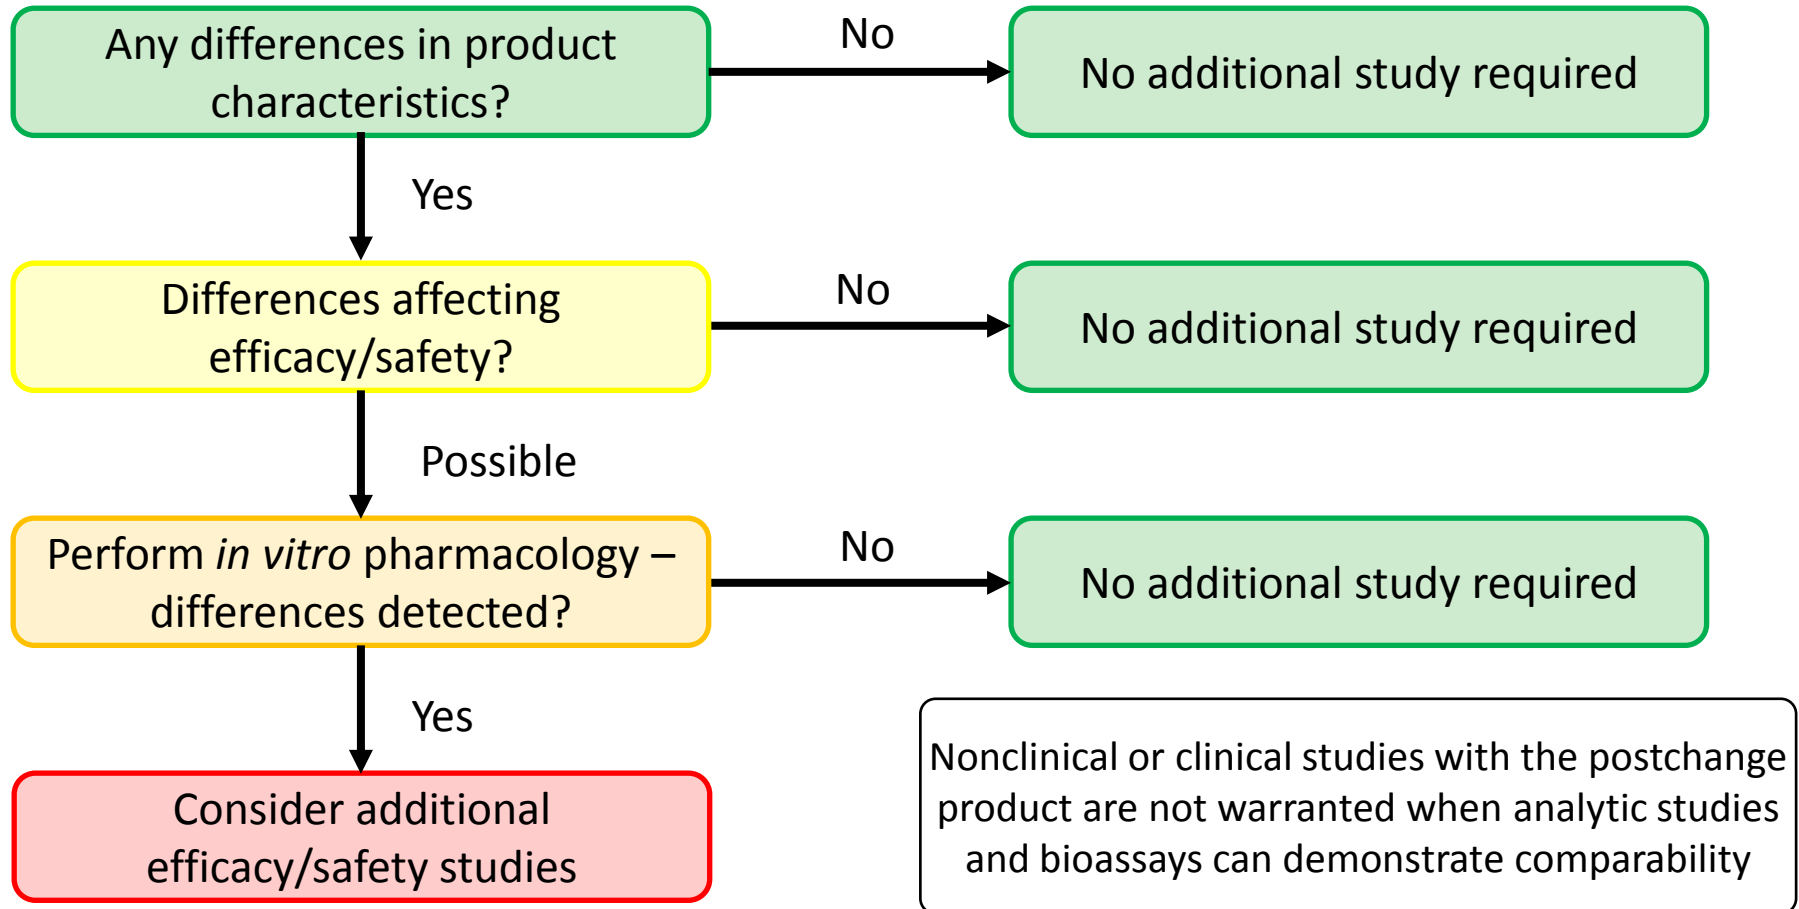 Any differences in product
characteristics?
No
No additional study required
Yes
Differences affecting
efficacy/safety?
No
No additional study required
Possible
Perform in vitro pharmacology –
differences detected?
No
No additional study required
Yes
Consider additional
efficacy/safety studies
Nonclinical or clinical studies with the postchange
product are not warranted when analytic studies
and bioassays can demonstrate comparability